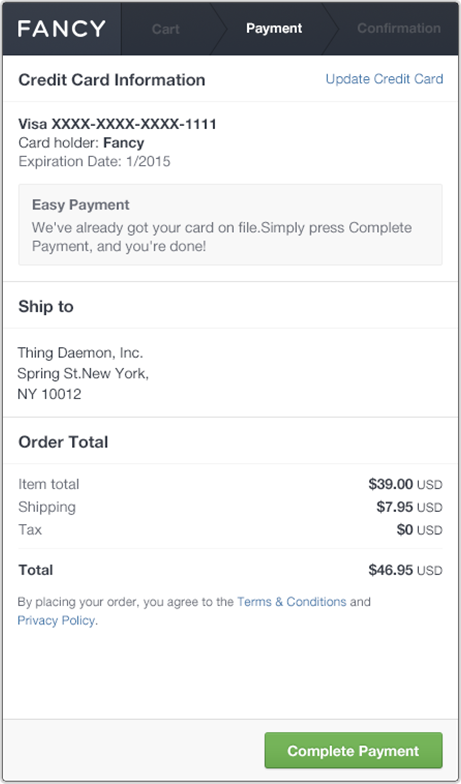 FANCY Cart Payment Confirmation
Credit Card Information Update Credit Card
Visa XXXX-XXXX-XXXX-1111
Card holder: Fancy
Expiration Date: 1/2015
Easy Payment
We've already got your card on file.Simply press Complete
Payment, and you're done!
Ship to
Thing Daemon, Inc.
Spring St.New York,
NY 10012
Order Total
Item total $39.00 USD
Shipping $7.95 USD
Tax $0 USD
Total $46.95 USD
By placing your order, you agree to the Terms & Conditions and
Privacy Policy.
Complete Payment